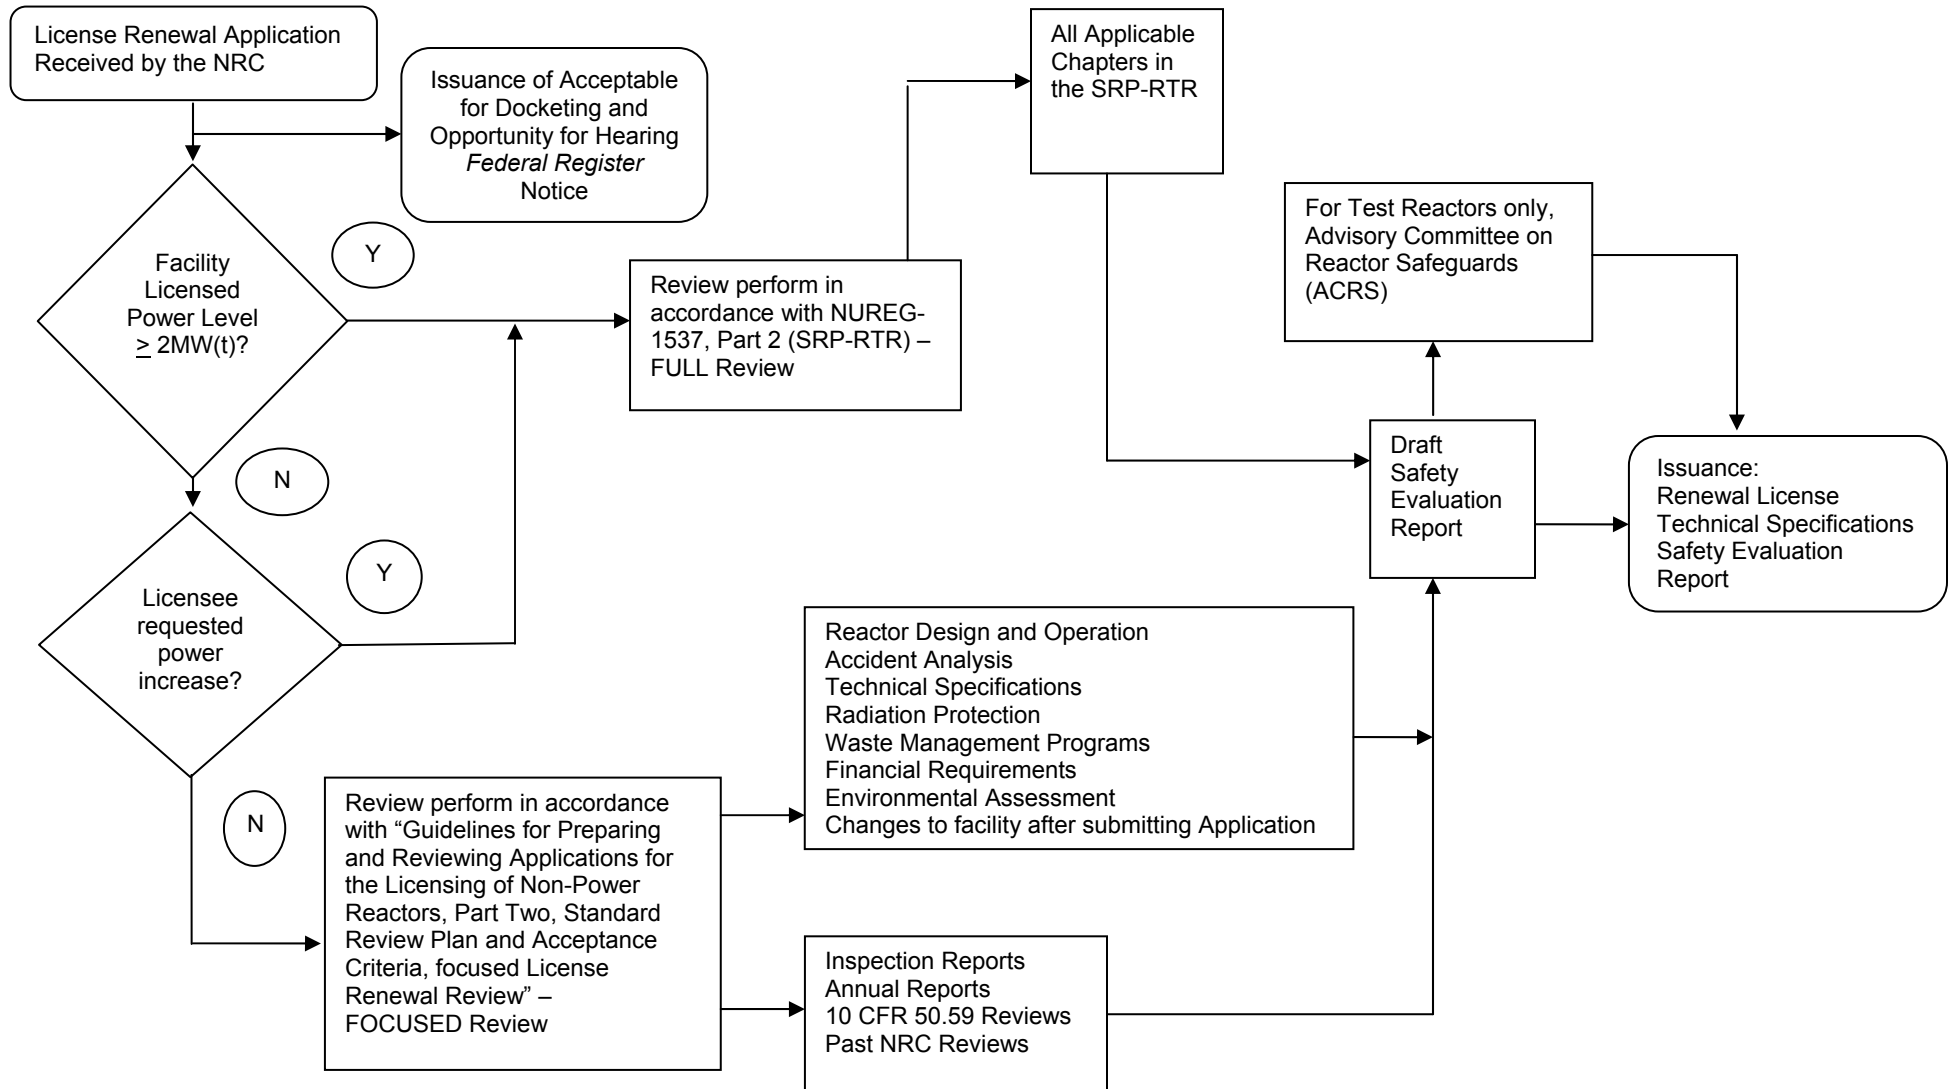 License Renewal Application
Received by the NRC
Issuance of Acceptable
for Docketing and
Opportunity for Hearing
Federal Register
Notice
All Applicable
Chapters in
the SRP-RTR
Facility
Licensed
Power Level
≥ 2MW(t)?
Y
Review perform in
accordance with NUREG-
1537, Part 2 (SRP-RTR) –
FULL Review
For Test Reactors only,
Advisory Committee on
Reactor Safeguards
(ACRS)
N
Draft
Safety
Evaluation
Report
Issuance:
Renewal License
Technical Specifications
Safety Evaluation
Report
Licensee
requested
power
increase?
Y
N
Review perform in accordance
with “Guidelines for Preparing
and Reviewing Applications for
the Licensing of Non-Power
Reactors, Part Two, Standard
Review Plan and Acceptance
Criteria, focused License
Renewal Review” –
FOCUSED Review
Reactor Design and Operation
Accident Analysis
Technical Specifications
Radiation Protection
Waste Management Programs
Financial Requirements
Environmental Assessment
Changes to facility after submitting Application
Inspection Reports
Annual Reports
10 CFR 50.59 Reviews
Past NRC Reviews